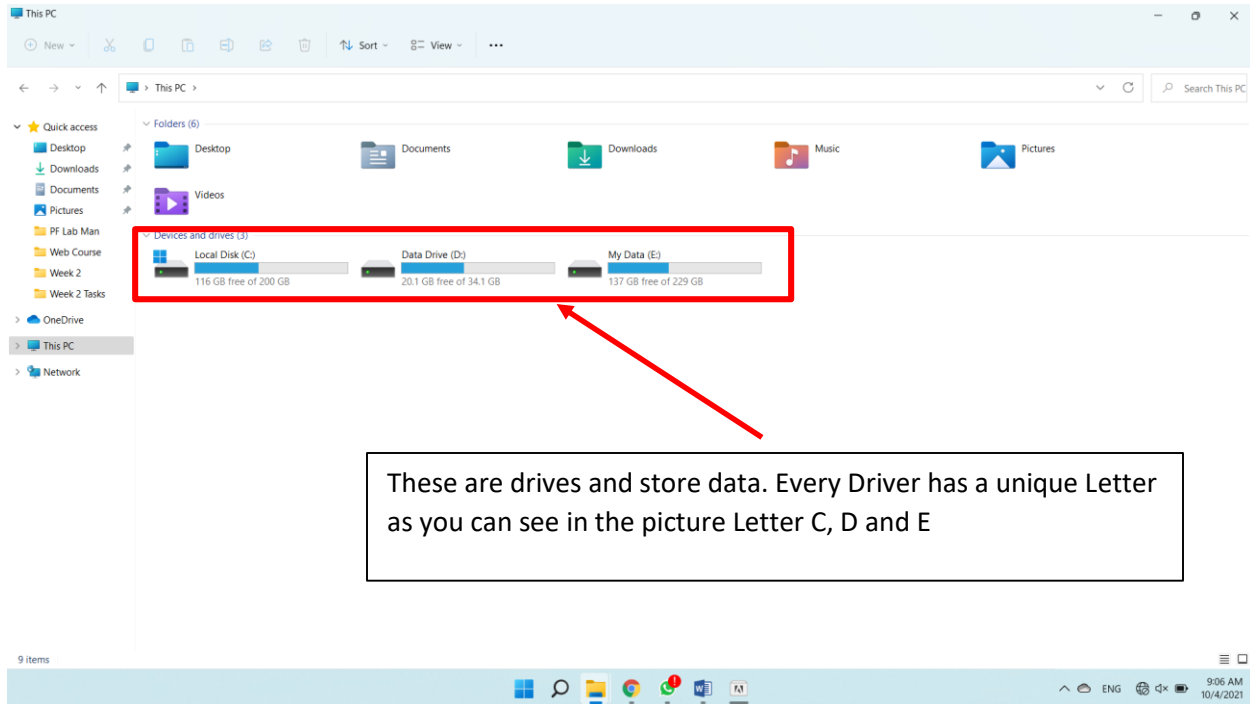 This PC
New Sort View
This PC
Search This PC
Quick access
Desktop
Downloads
Documents
Pictures
PF Lab Man
Web Course
Week 2
Week 2 Tasks
OneDrive
This PC
Network
Folders (6)
Desktop Documents Downloads Music Pictures
Videos
Devices and drives (3)
Local Disk (C:) Data Drive (D:) My Data (E:)
116 GB free of 200 GB 20.1 GB free of 34.1 GB 137 GB free of 229 GB
These are drives and store data. Every Driver has a unique Letter
as you can see in the picture Letter C, D and E
9 items
ENG 9:06 AM
10/4/2021